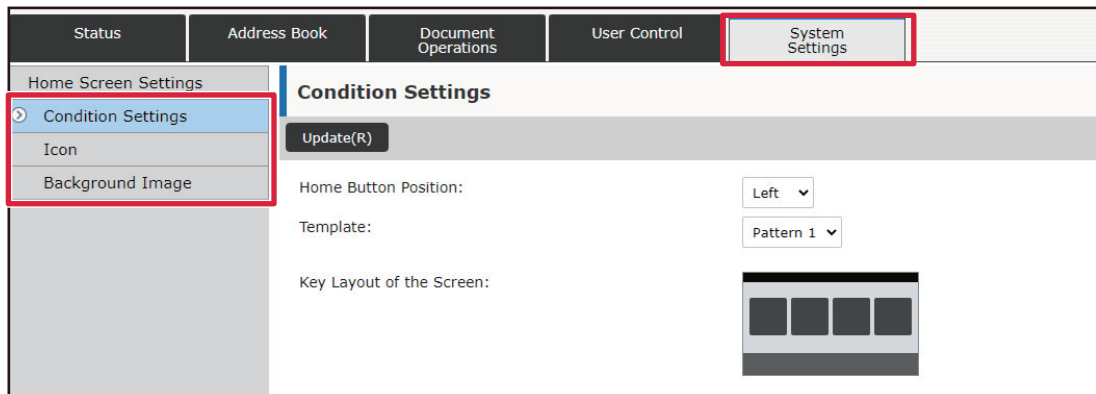 Status
Address Book
Document
Operations
User Control
System
Settings
Home Screen Settings
Condition Settings
Icon
Background Image
Condition Settings
Update(R)
Home Button Position:
Left
Template:
Pattern 1
Key Layout of the Screen: